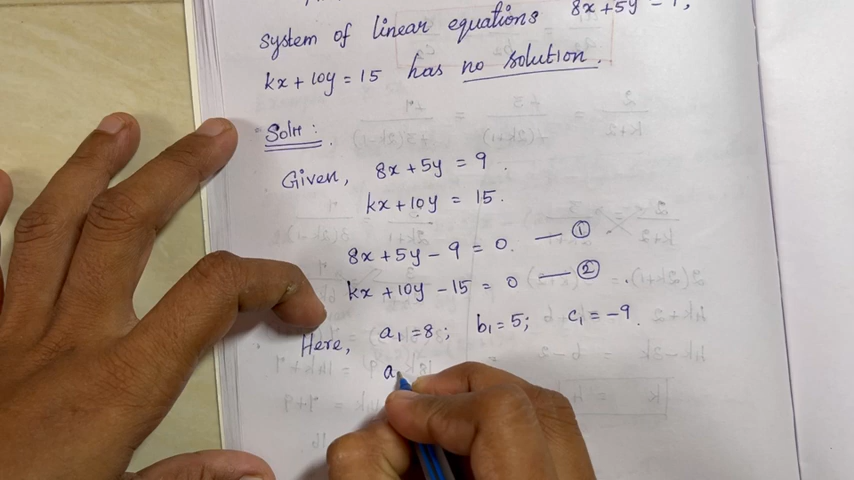 system of linear equations 8x+5y = 9,
kx+10y = 15 has no solution.
Soln:
Given, 8x+5y = 9.
kx+10y = 15.
8x+5y-9 = 0. — ①
kx+10y-15 = 0 — ②
Here, a₁=8; b₁=5; c₁=-9.
a